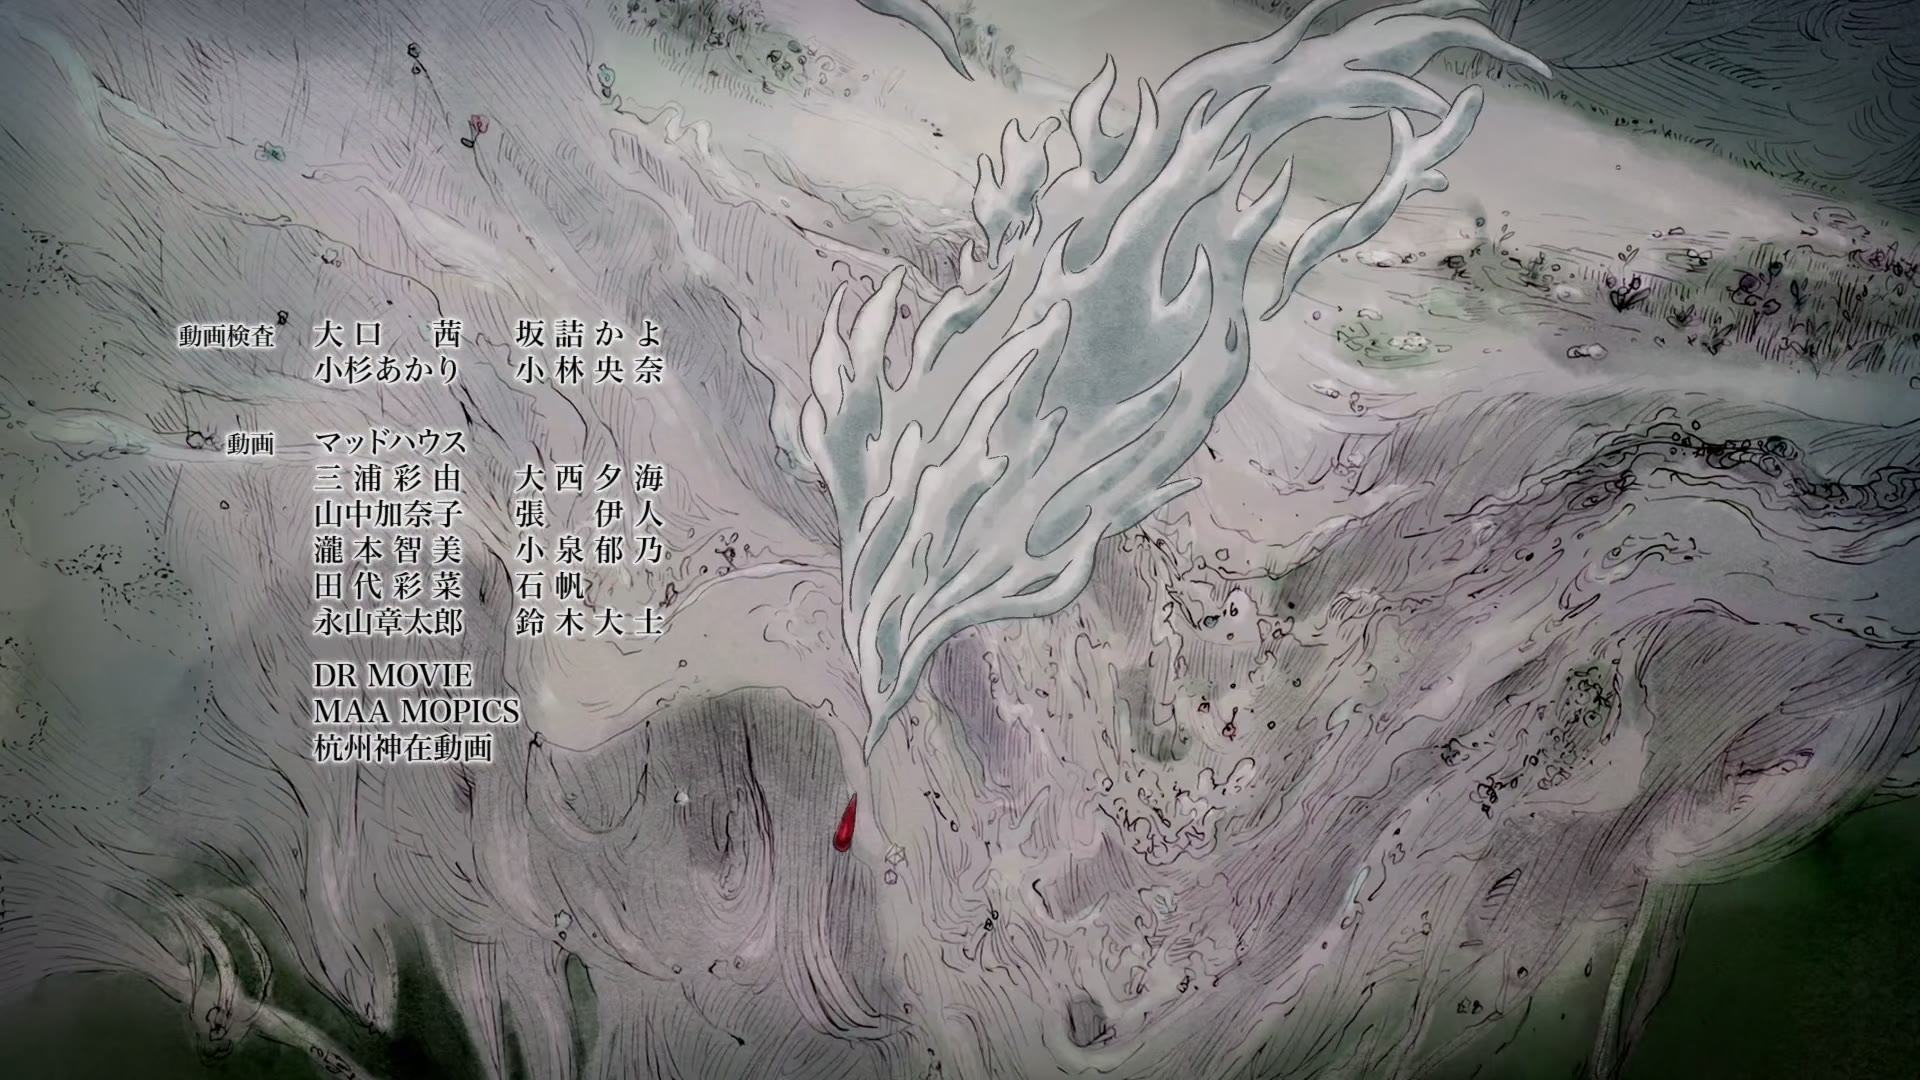 動画検査 大口 茜 坂詰かよ
小杉あかり 小林央奈
動画 マッドハウス
三浦彩由 大西夕海
山中加奈子 張 伊人
瀧本智美 小泉郁乃
田代彩菜 石帆
永山章太郎 鈴木大士
DR MOVIE
MAA MOPICS
杭州神在動画